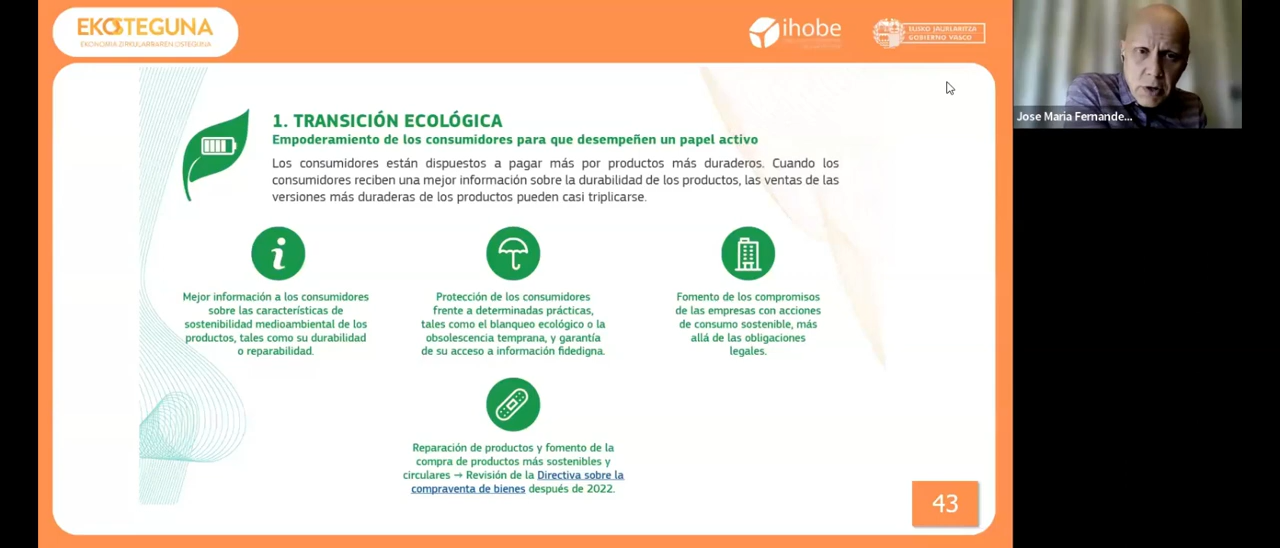 EKOSTEGUNA
EKONOMIA ZIRKULARRAREN OSTEGUNA
ihobe
EUSKO JAURLARITZA
GOBIERNO VASCO
Jose Maria Fernande...
1. TRANSICIÓN ECOLÓGICA
Empoderamiento de los consumidores para que desempeñen un papel activo
Los consumidores están dispuestos a pagar más por productos más duraderos. Cuando los
consumidores reciben una mejor información sobre la durabilidad de los productos, las ventas de las
versiones más duraderas de los productos pueden casi triplicarse.
Mejor información a los consumidores
sobre las características de
sostenibilidad medioambiental de los
productos, tales como su durabilidad
o reparabilidad.
Protección de los consumidores
frente a determinadas prácticas,
tales como el blanqueo ecológico o la
obsolescencia temprana, y garantía
de su acceso a información fidedigna.
Fomento de los compromisos
de las empresas con acciones
de consumo sostenible, más
allá de las obligaciones
legales.
Reparación de productos y fomento de la
compra de productos más sostenibles y
circulares → Revisión de la Directiva sobre la
compraventa de bienes después de 2022.
43